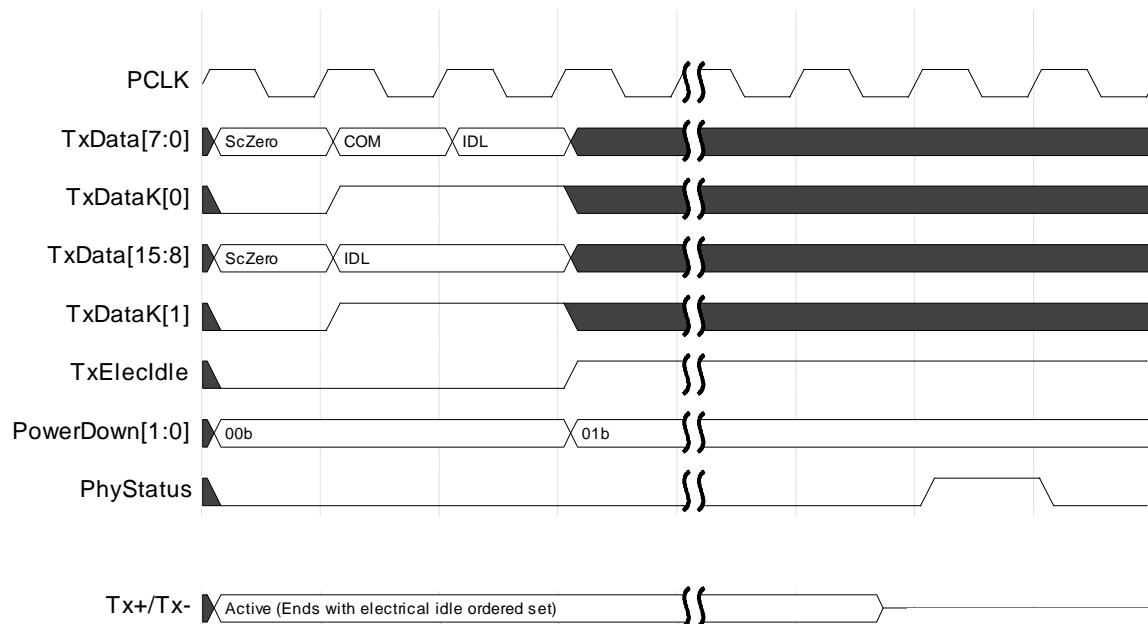 PCLK
TxData[7:0] ScZero COM IDL
TxDataK[0]
TxData[15:8] ScZero IDL
TxDataK[1]
TxElecIdle
PowerDown[1:0] 00b 01b
PhyStatus
Tx+/Tx- Active (Ends with electrical idle ordered set)